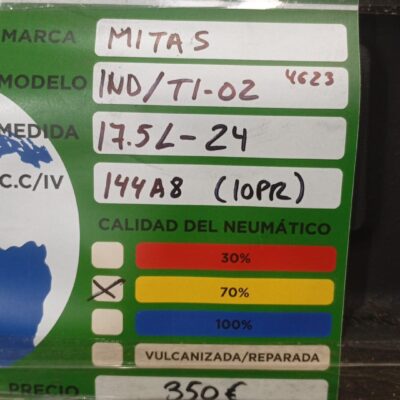 MARCA MITAS
MODELO IND/TI-02 4623
MEDIDA 17.5L-24
C.C/IV 144A8 (10PR)
CALIDAD DEL NEUMÁTICO
30%
70%
100%
VULCANIZADA/REPARADA
PRECIO 350€